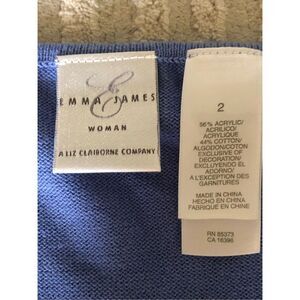 E
EMMA JAMES
WOMAN
A LIZ CLAIBORNE COMPANY
2
56% ACRYLIC/
ACRILICO/
ACRYLIQUE
44% COTTON/
ALGODON/COTON
EXCLUSIVE OF
DECORATION/
EXCLUYENDO EL
ADORNO/
A L'EXCEPTION DES
GARNITURES
MADE IN CHINA
HECHO EN CHINA
FABRIQUE EN CHINE
RN 85373
CA 16396